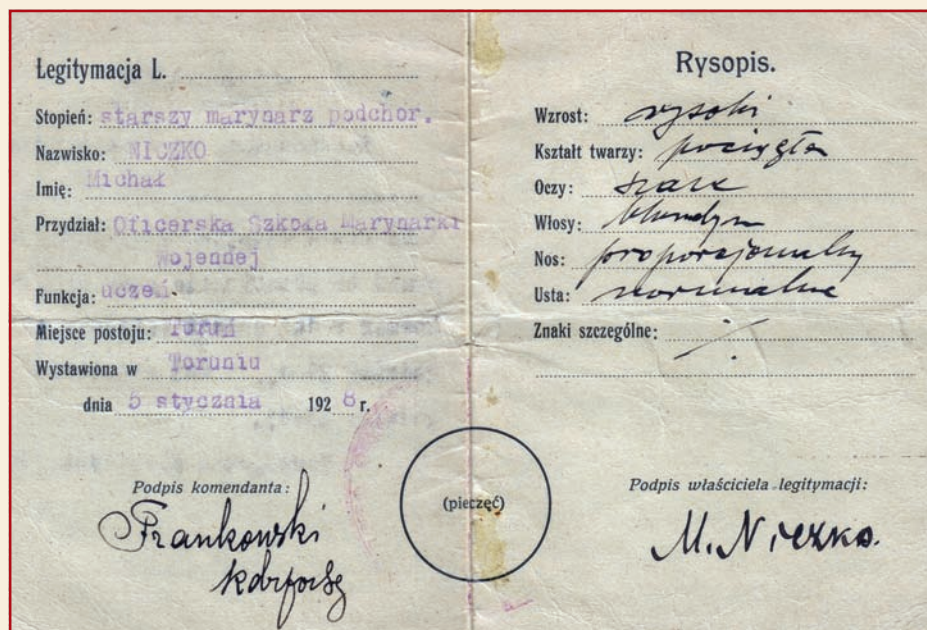 Legitymacja L.
Stopień: starszy marynarz podchor.
Nazwisko: NICZKO
Imię: Michał
Przydział: Oficerska Szkoła Marynarki
Wojennej
Funkcja: uczeń
Miejsce postoju: Toruń
Wystawiona w Toruniu
dnia 5 stycznia 1928 r.
Podpis komendanta:
Frankowski
(pieczęć)
Rysopis.
Wzrost: wysoki
Kształt twarzy: pociągła
Oczy: szare
Włosy: blondyn
Nos: proporcjonalny
Usta: normalne
Znaki szczególne: ./.
Podpis właściciela legitymacji:
M. Niczko.